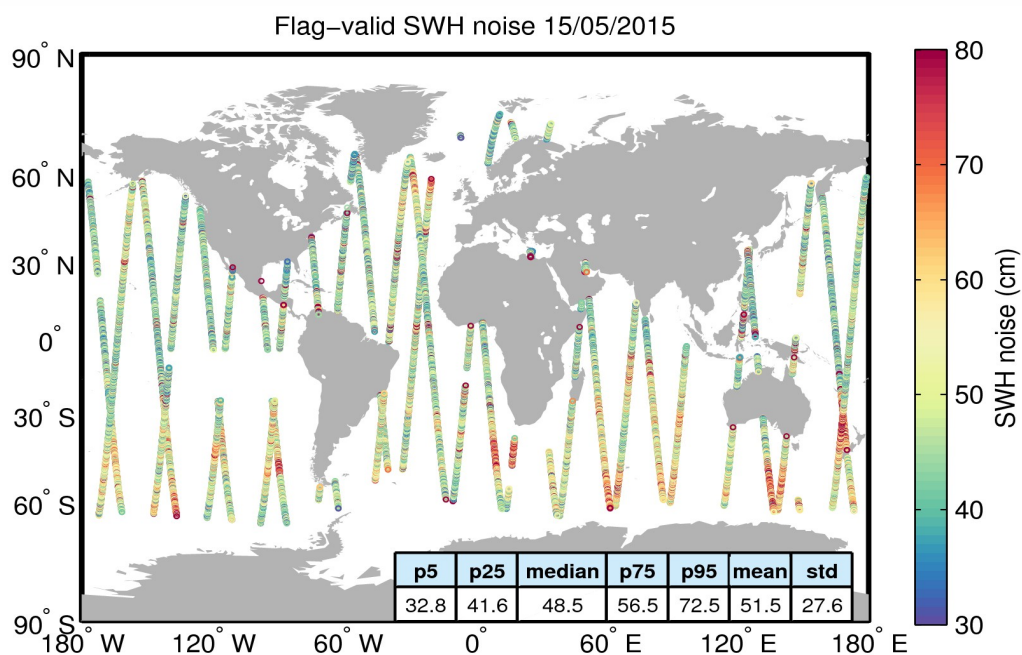 Flag−valid SWH noise 15/05/2015
90° N
60° N
30° N
0°
30° S
60° S
90° S
180° W
120° W
60° W
0°
60° E
120° E
180° E
p5 p25 median p75 p95 mean std
32.8 41.6 48.5 56.5 72.5 51.5 27.6
80
70
60
50
40
30
SWH noise (cm)